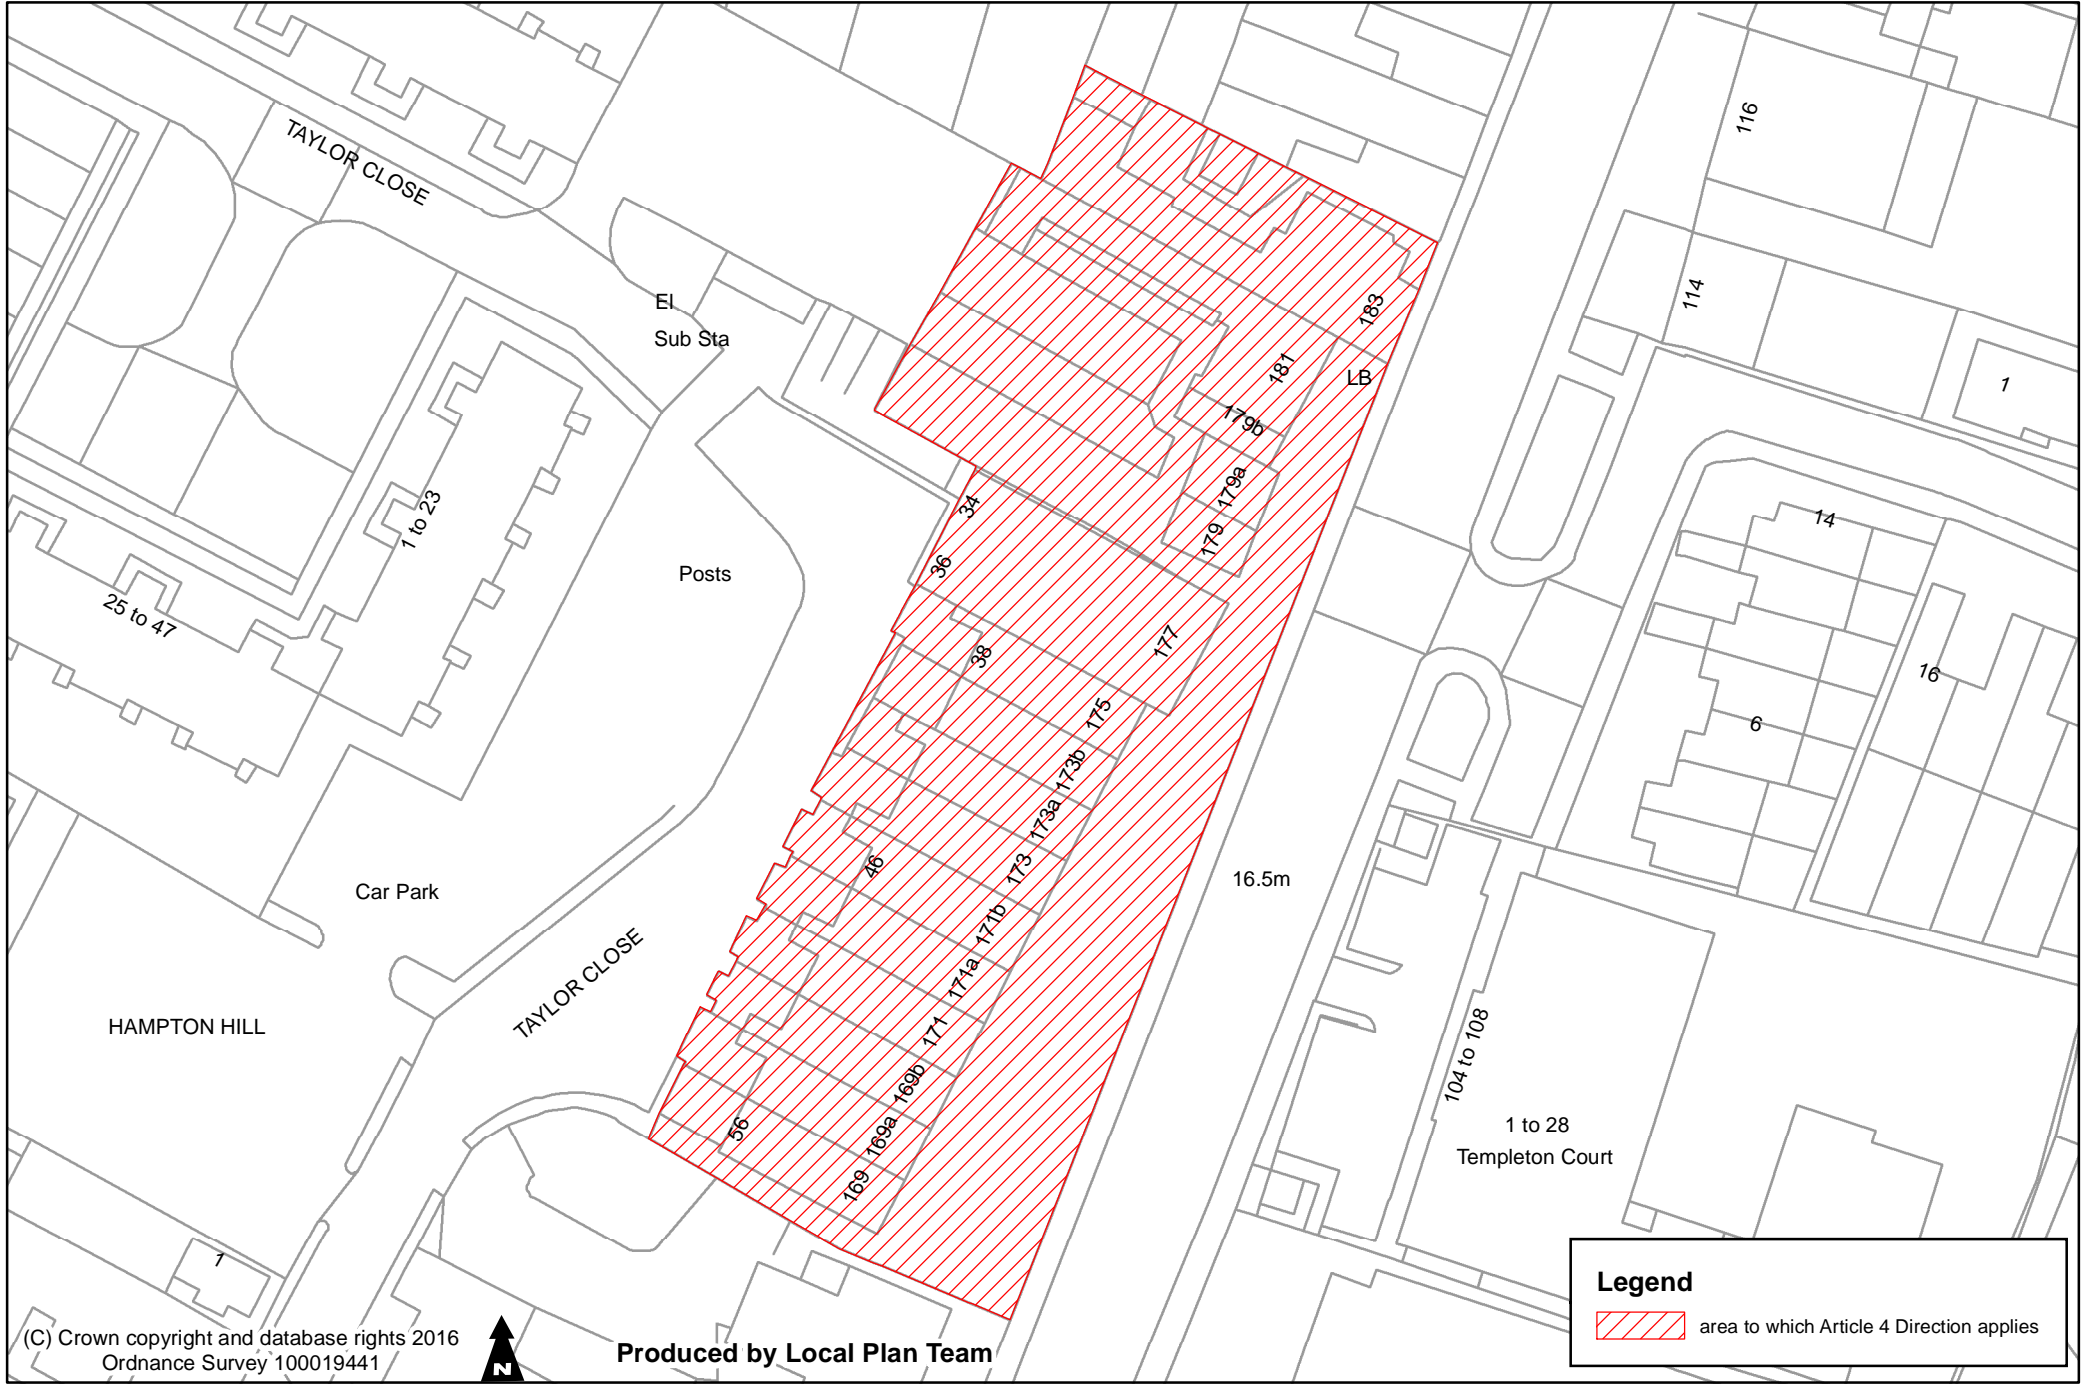 TAYLOR CLOSE
116
183
114
El
Sub Sta
181
LB
1
179b
179a
34
1 to 23
14
179
36
Posts
25 to 47
177
38
16
175
6
173b
173a
46
173
16.5m
Car Park
171b
171a
TAYLOR CLOSE
HAMPTON HILL
171
104 to 108
169b
56
169a
1 to 28
Templeton Court
169
1
Legend
area to which Article 4 Direction applies
(C) Crown copyright and database rights 2016
Ordnance Survey 100019441
N
Produced by Local Plan Team